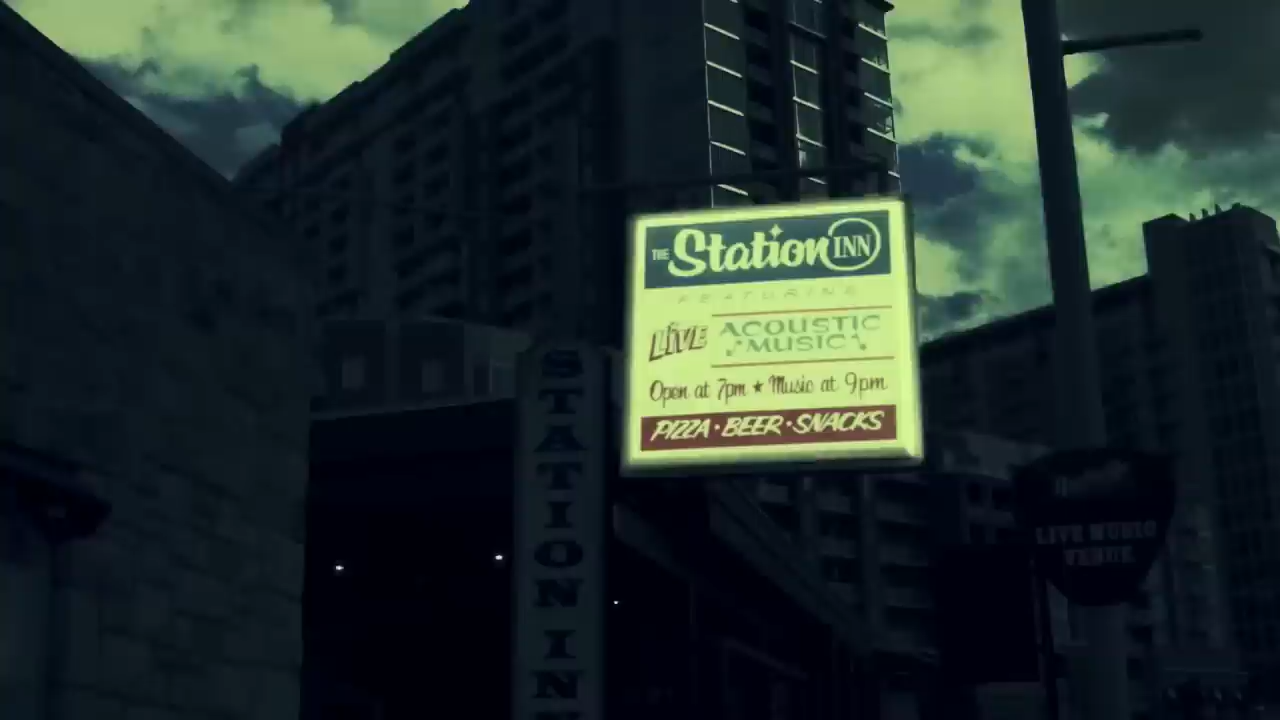 THE Station INN
FEATURING
LIVE ACOUSTIC
MUSIC
Open at 7pm ★ Music at 9pm
PIZZA · BEER · SNACKS
STATION IN
LIVE MUSIC
VENUE